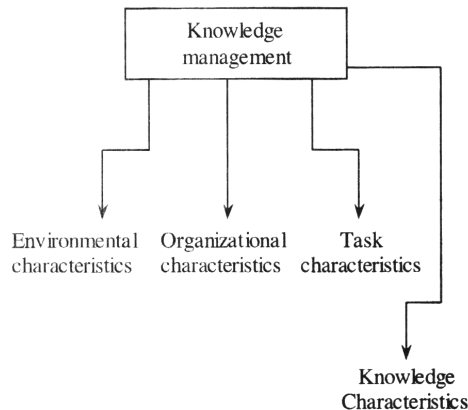 Knowledge
management
Environmental
characteristics
Organizational
characteristics
Task
characteristics
Knowledge
Characteristics